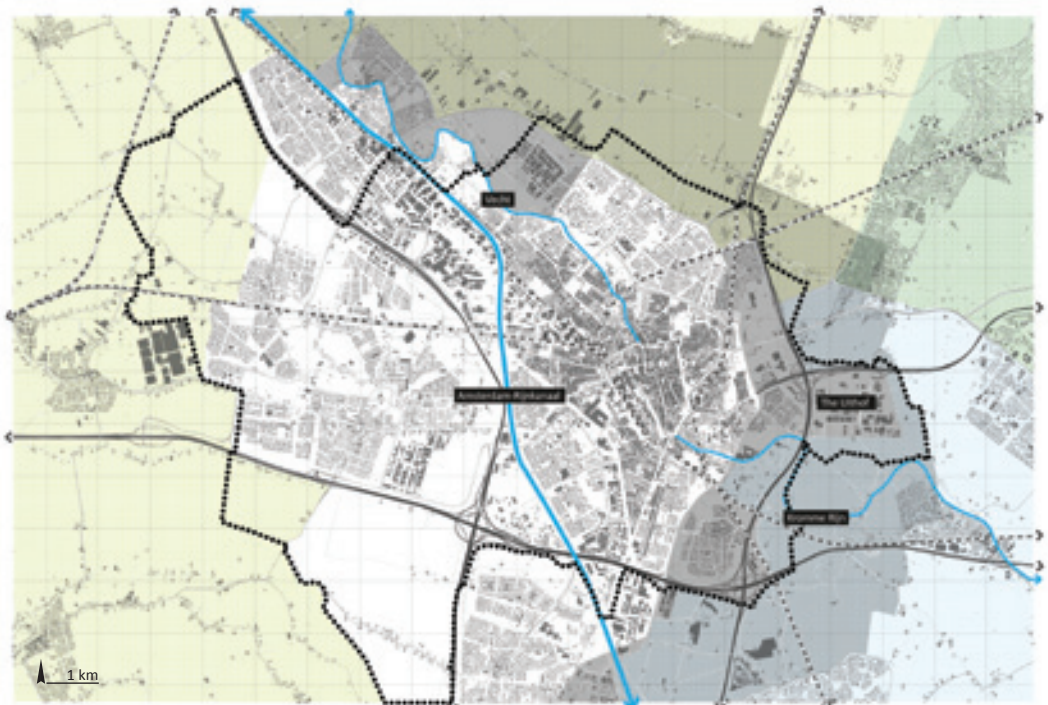 Vecht
Amsterdam-Rijnkanaal
The Uithof
Kromme Rijn
1 km